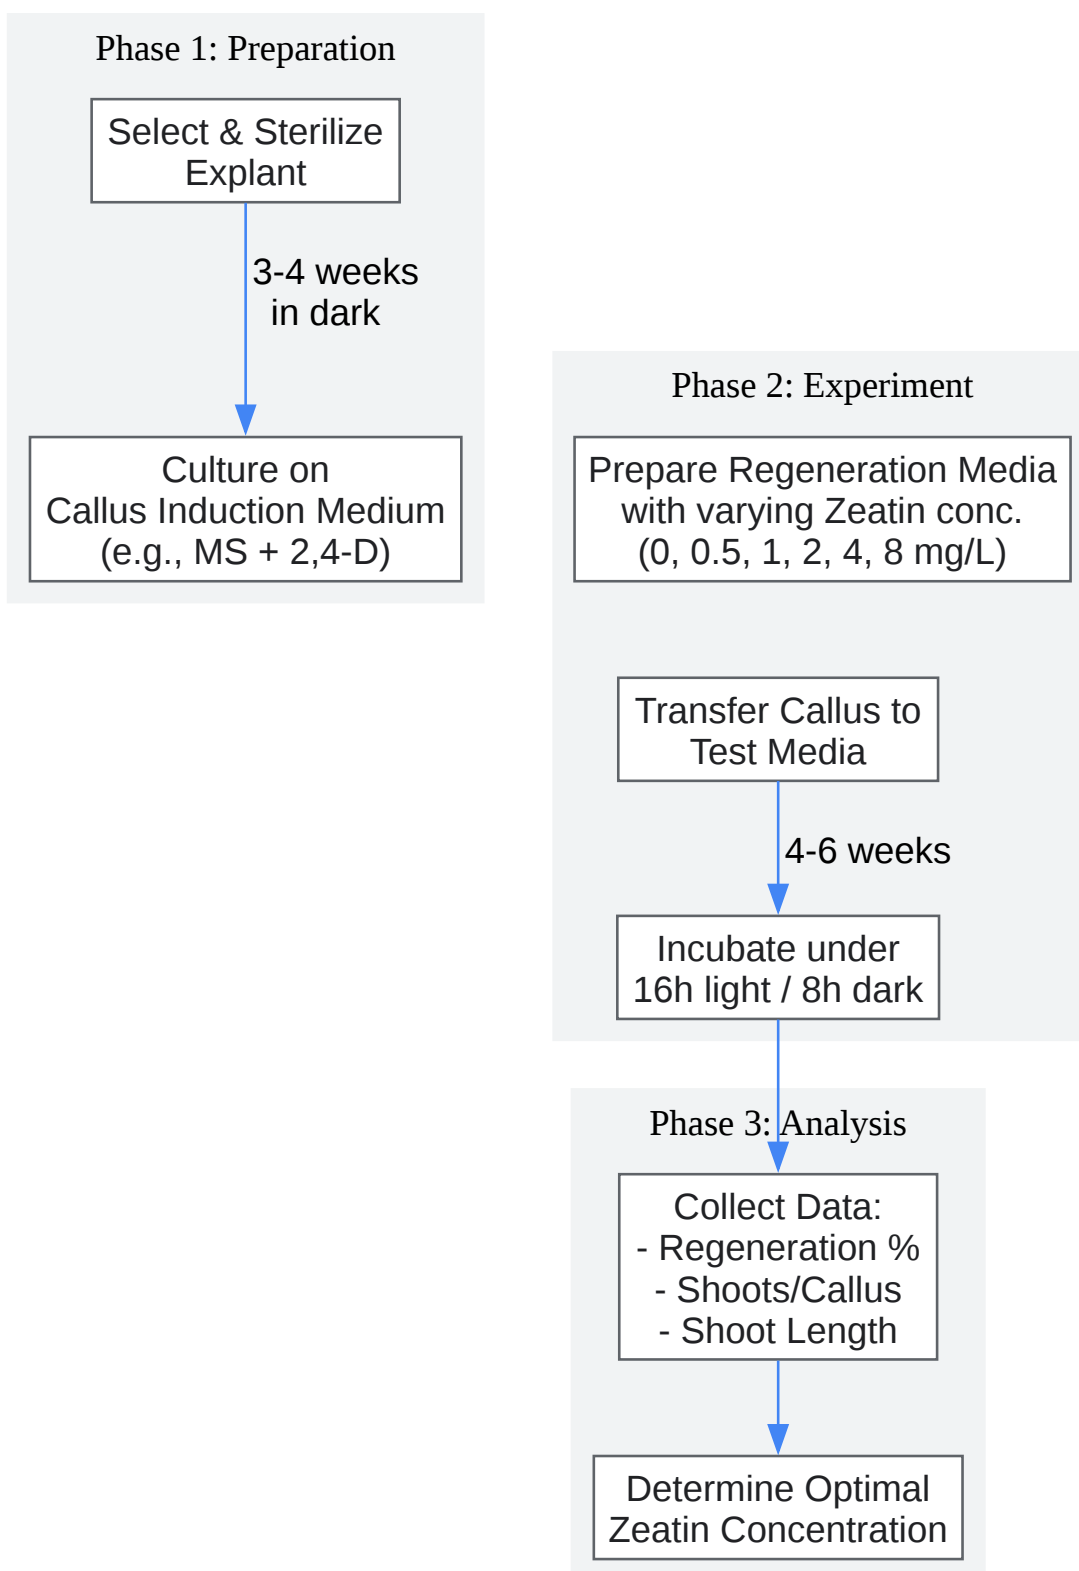 Phase 1: Preparation
Select & Sterilize
Explant
3-4 weeks
in dark
Culture on
Callus Induction Medium
(e.g., MS + 2,4-D)
Phase 2: Experiment
Prepare Regeneration Media
with varying Zeatin conc.
(0, 0.5, 1, 2, 4, 8 mg/L)
Transfer Callus to
Test Media
4-6 weeks
Incubate under
16h light / 8h dark
Phase 3: Analysis
Collect Data:
- Regeneration %
- Shoots/Callus
- Shoot Length
Determine Optimal
Zeatin Concentration